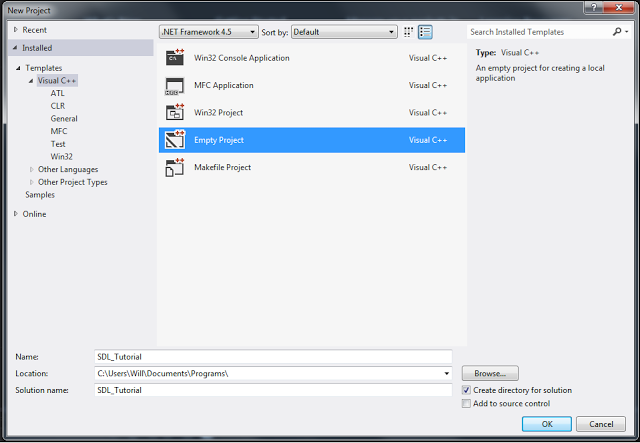 New Project
Recent
Installed
Templates
Visual C++
ATL
CLR
General
MFC
Test
Win32
Other Languages
Other Project Types
Samples
Online
.NET Framework 4.5 Sort by: Default
Search Installed Templates
Win32 Console Application Visual C++
MFC Application Visual C++
Win32 Project Visual C++
Empty Project Visual C++
Makefile Project Visual C++
Type: Visual C++
An empty project for creating a local
application
Name: SDL_Tutorial
Location: C:\Users\Will\Documents\Programs\ Browse...
Solution name: SDL_Tutorial
Create directory for solution
Add to source control
OK Cancel